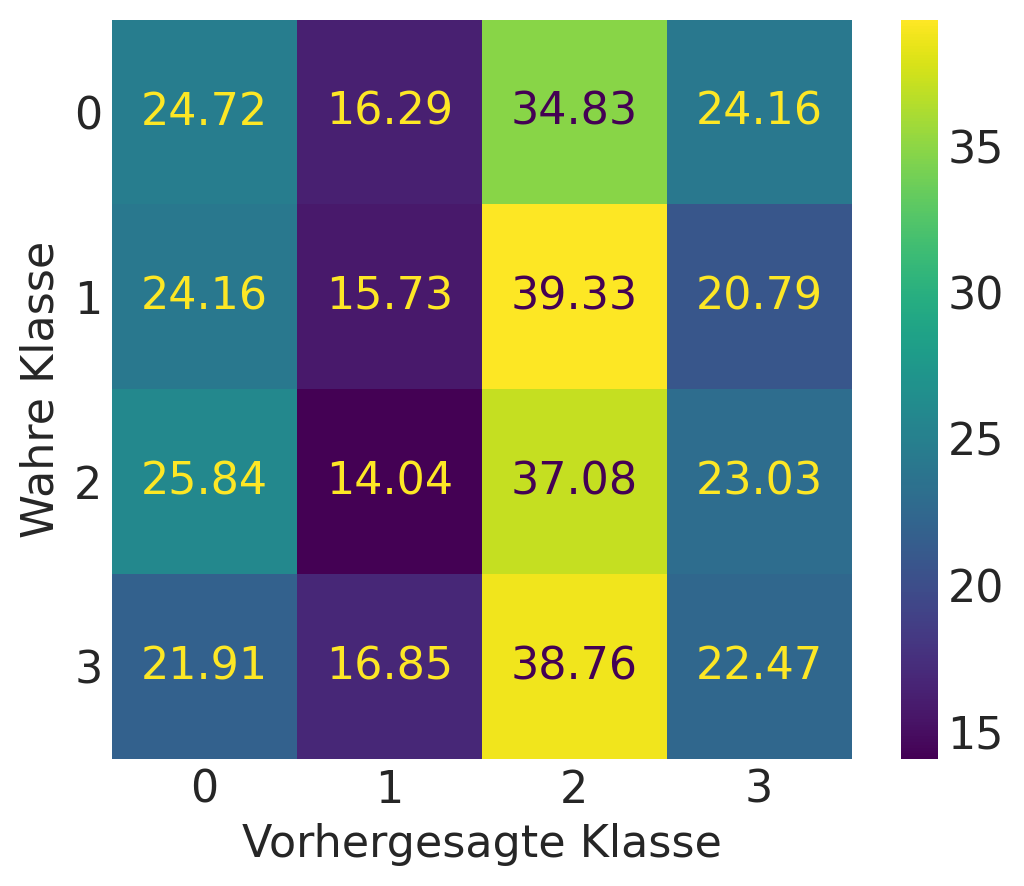 0 24.72 16.29 34.83 24.16
1 24.16 15.73 39.33 20.79
2 25.84 14.04 37.08 23.03
3 21.91 16.85 38.76 22.47
0 1 2 3
Vorhergesagte Klasse
Wahre Klasse
35
30
25
20
15